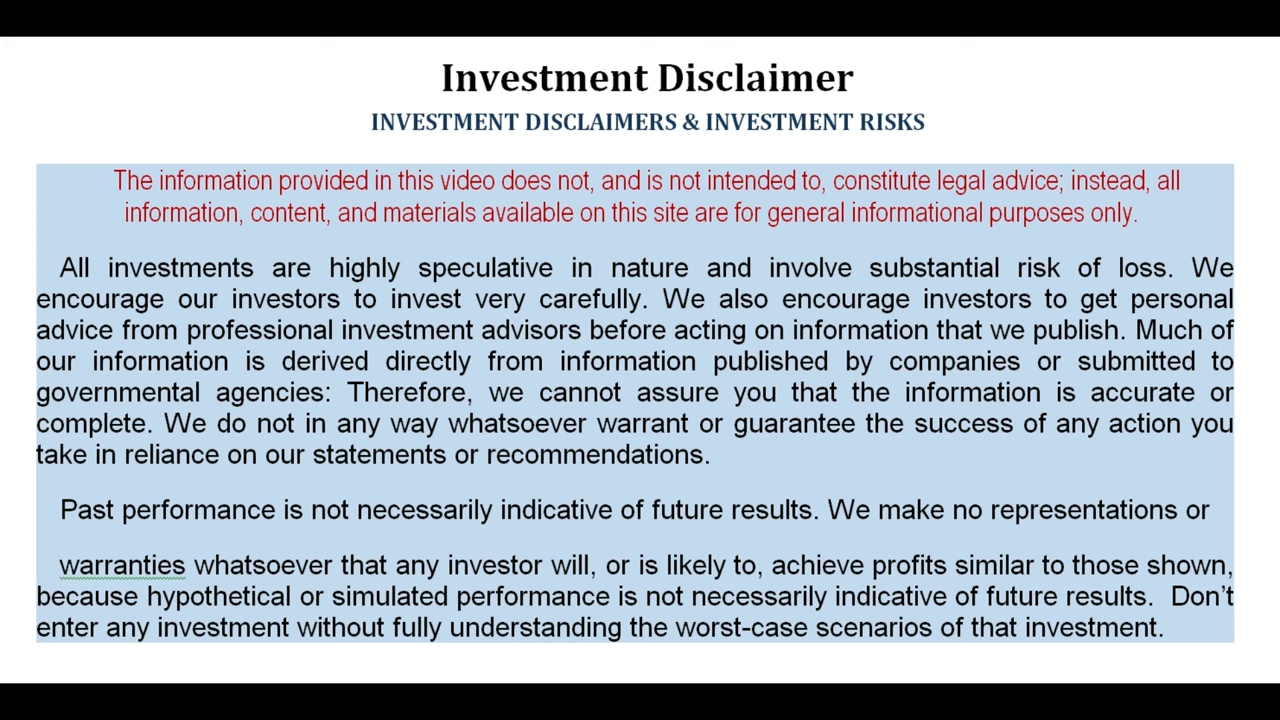 Investment Disclaimer
INVESTMENT DISCLAIMERS & INVESTMENT RISKS
The information provided in this video does not, and is not intended to, constitute legal advice; instead, all
information, content, and materials available on this site are for general informational purposes only.
All investments are highly speculative in nature and involve substantial risk of loss. We
encourage our investors to invest very carefully. We also encourage investors to get personal
advice from professional investment advisors before acting on information that we publish. Much of
our information is derived directly from information published by companies or submitted to
governmental agencies: Therefore, we cannot assure you that the information is accurate or
complete. We do not in any way whatsoever warrant or guarantee the success of any action you
take in reliance on our statements or recommendations.
Past performance is not necessarily indicative of future results. We make no representations or
warranties whatsoever that any investor will, or is likely to, achieve profits similar to those shown,
because hypothetical or simulated performance is not necessarily indicative of future results.  Don’t
enter any investment without fully understanding the worst-case scenarios of that investment.